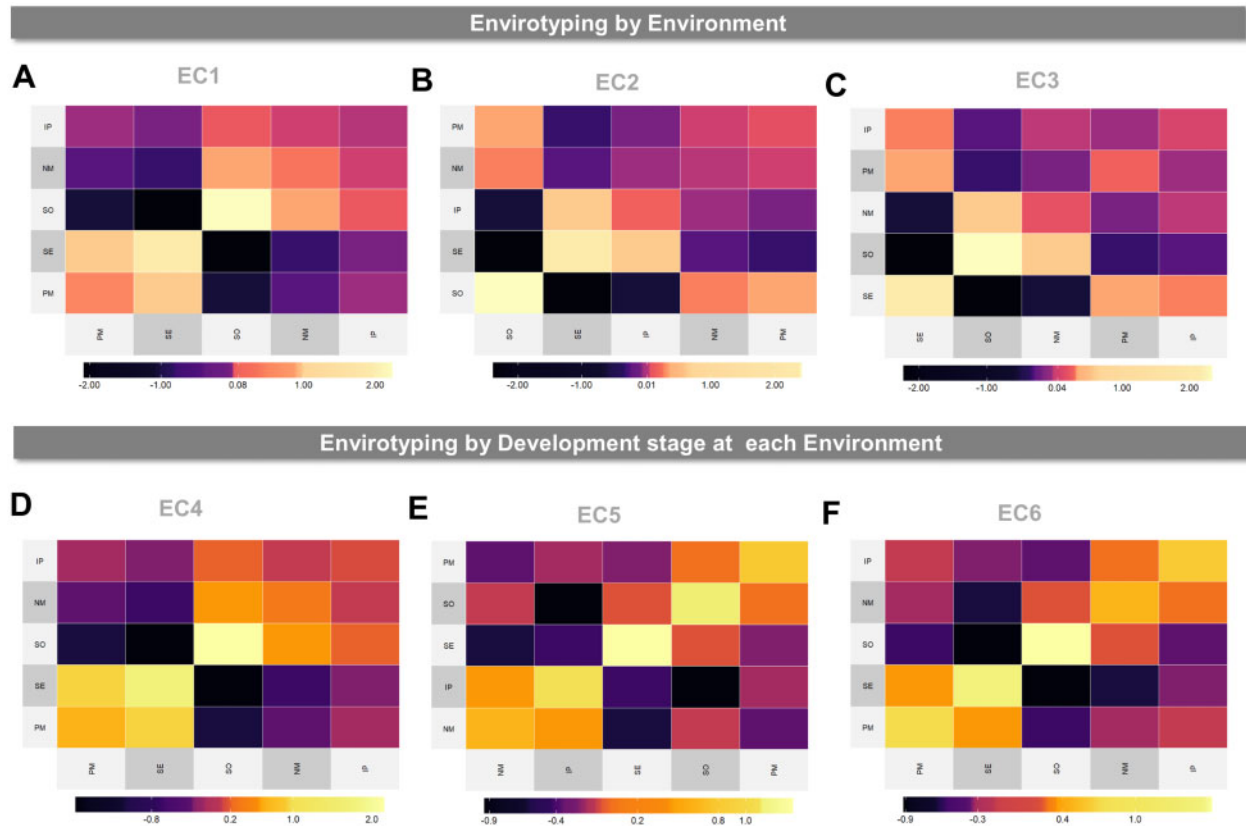 Envirotyping by Environment
A
EC1
IP
NM
SO
SE
PM
PM
SE
SO
NM
IP
-2.00 -1.00 0.08 1.00 2.00
B
EC2
PM
NM
IP
SE
SO
SO
SE
IP
NM
PM
-2.00 -1.00 0.01 1.00 2.00
C
EC3
IP
PM
NM
SO
SE
SE
SO
NM
PM
IP
-2.00 -1.00 0.04 1.00 2.00
Envirotyping by Development stage at each Environment
D
EC4
IP
NM
SO
SE
PM
PM
SE
SO
NM
IP
-0.8 0.2 1.0 2.0
E
EC5
PM
SO
SE
IP
NM
NM
IP
SE
SO
PM
-0.9 -0.4 0.2 0.8 1.0
F
EC6
IP
NM
SO
SE
PM
PM
SE
SO
NM
IP
-0.9 -0.3 0.4 1.0